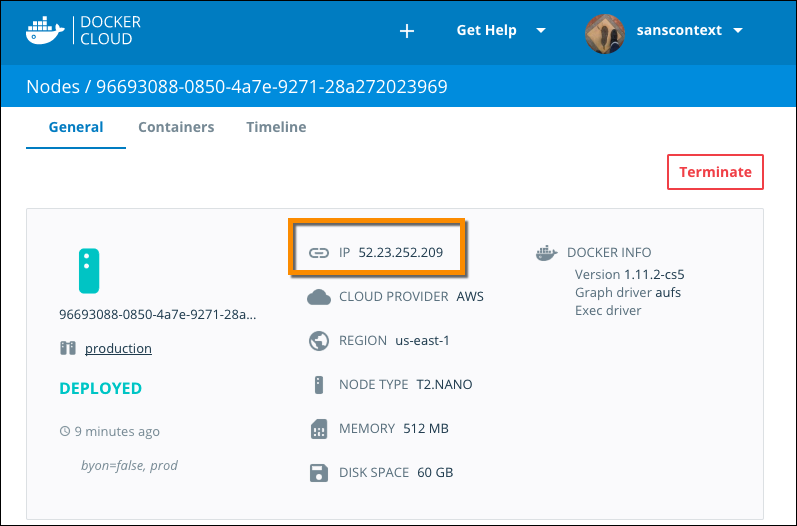 DOCKER
CLOUD
+ Get Help sanscontext
Nodes / 96693088-0850-4a7e-9271-28a272023969
General Containers Timeline
Terminate
96693088-0850-4a7e-9271-28a...
production
DEPLOYED
9 minutes ago
byon=false, prod
IP 52.23.252.209
CLOUD PROVIDER AWS
REGION us-east-1
NODE TYPE T2.NANO
MEMORY 512 MB
DISK SPACE 60 GB
DOCKER INFO
Version 1.11.2-cs5
Graph driver aufs
Exec driver